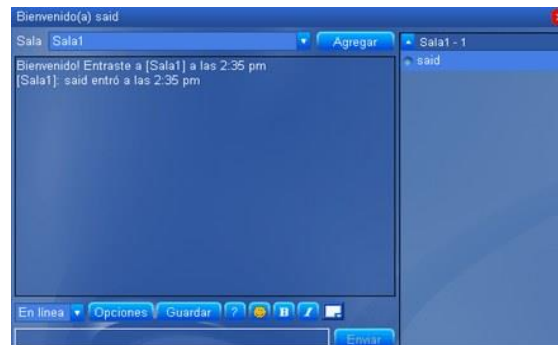 Bienvenido(a) said
Sala Sala1 Agregar
Bienvenido! Entraste a [Sala1] a las 2:35 pm
[Sala1]: said entró a las 2:35 pm
Sala1 - 1
said
En línea Opciones Guardar ? B I
Enviar